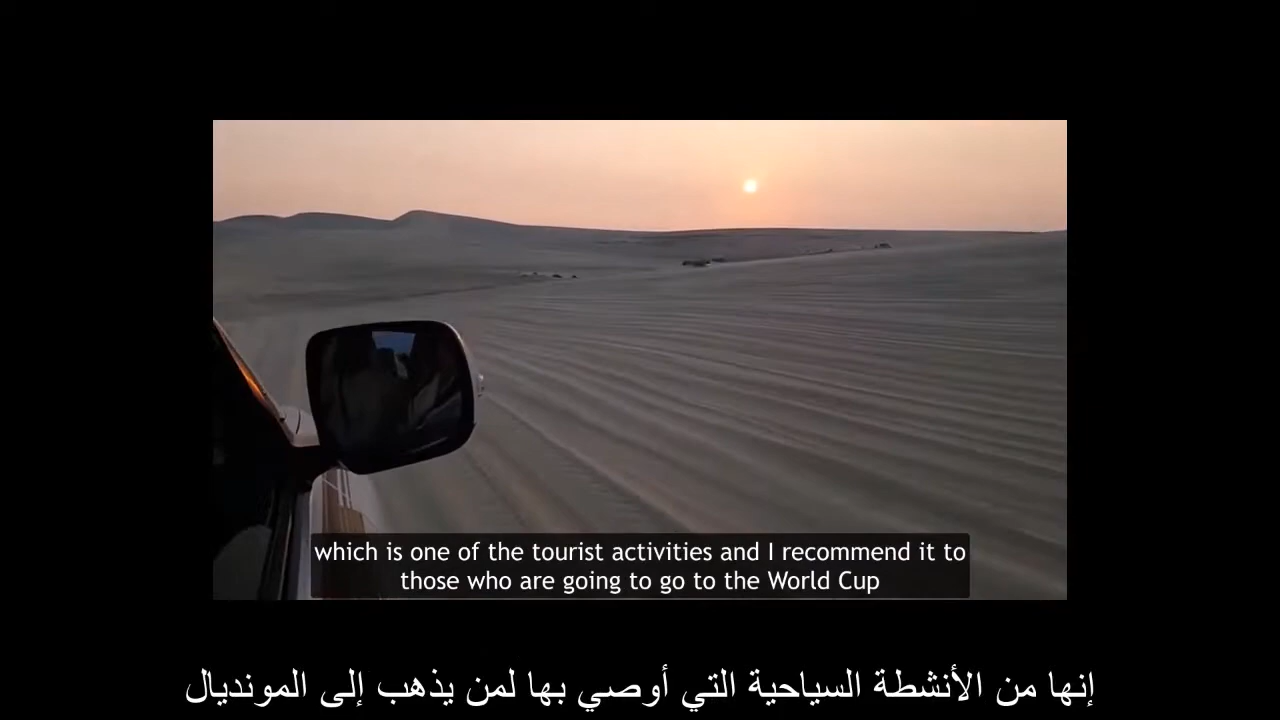 which is one of the tourist activities and I recommend it to
those who are going to go to the World Cup
إنها من الأنشطة السياحية التي أوصي بها لمن يذهب إلى المونديال